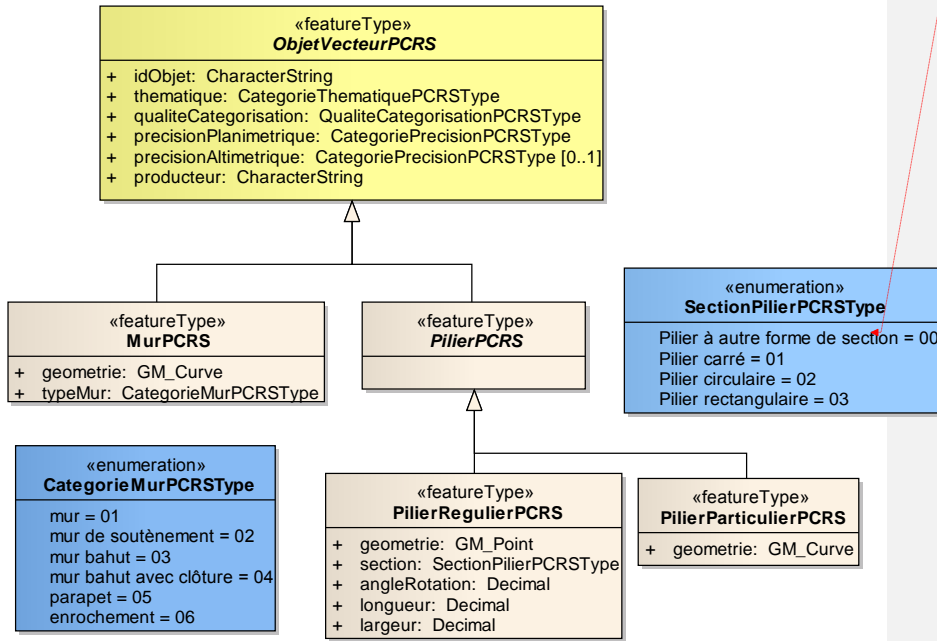 «featureType»
ObjetVecteurPCRS
+ idObjet: CharacterString
+ thematique: CategorieThematiquePCRSType
+ qualiteCategorisation: QualiteCategorisationPCRSType
+ precisionPlanimetrique: CategoriePrecisionPCRSType
+ precisionAltimetrique: CategoriePrecisionPCRSType [0..1]
+ producteur: CharacterString
«featureType»
MurPCRS
+ geometrie: GM_Curve
+ typeMur: CategorieMurPCRSType
«featureType»
PilierPCRS
«enumeration»
SectionPilierPCRSType
Pilier à autre forme de section = 00
Pilier carré = 01
Pilier circulaire = 02
Pilier rectangulaire = 03
«enumeration»
CategorieMurPCRSType
mur = 01
mur de soutènement = 02
mur bahut = 03
mur bahut avec clôture = 04
parapet = 05
enrochement = 06
«featureType»
PilierRegulierPCRS
+ geometrie: GM_Point
+ section: SectionPilierPCRSType
+ angleRotation: Decimal
+ longueur: Decimal
+ largeur: Decimal
«featureType»
PilierParticulierPCRS
+ geometrie: GM_Curve